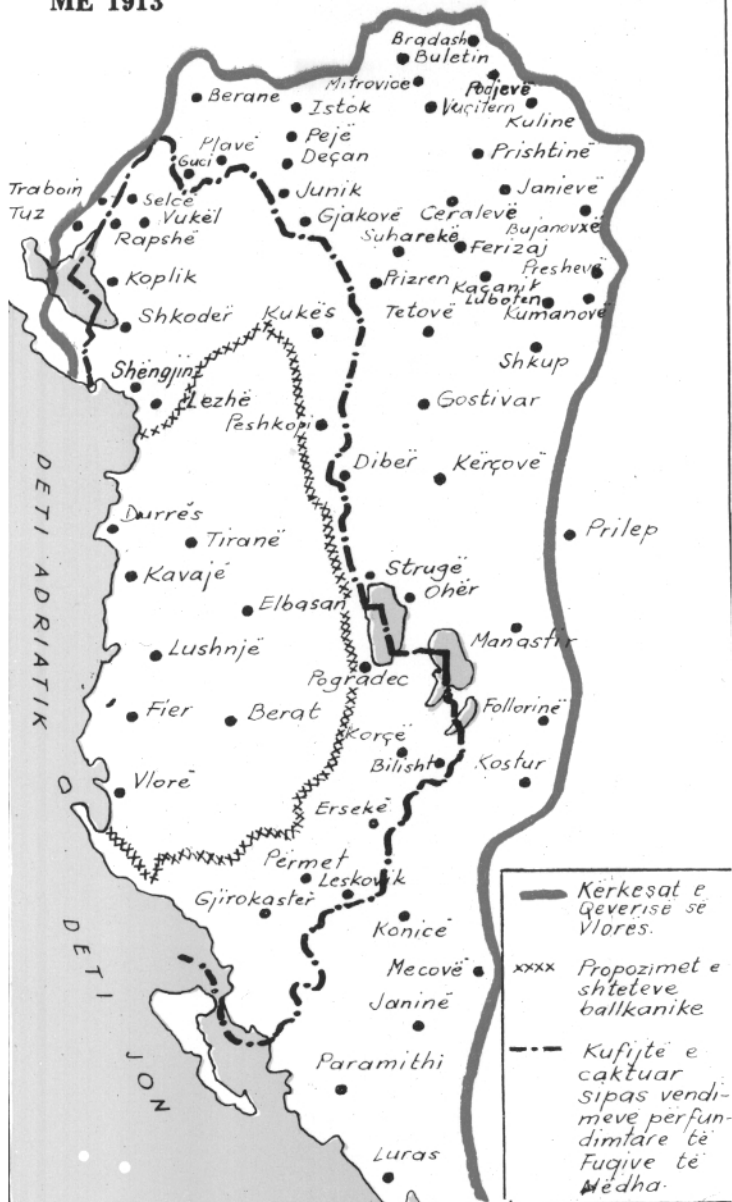 ME 1913
Bradash
Buletin
Mitrovice
Podjevë
Berane
Istok
Vuçitern
Kuline
Pejë
Plavë
Guci
Deçan
Prishtinë
Traboin
Selcë
Junik
Janievë
Tuz
Vukël
Gjakovë
Ceralevë
Bujanovxë
Rapshë
Suharekë
Ferizaj
Koplik
Prizren
Kaçanik
Preshevë
Luboten
Kumanovë
Shkodër
Kukës
Tetovë
Shkup
Shëngjin
Lezhë
Gostivar
Peshkopi
Dibër
Kërçovë
DETI ADRIATIK
Durrës
Tiranë
Prilep
Kavajë
Strugë
Ohër
Elbasan
Lushnjë
Manastir
Pogradec
Fier
Berat
Follorinë
Korçë
Bilisht
Kostur
Vlorë
Ersekë
Përmet
Leskovik
Gjirokastër
Konicë
DETI JON
Mecovë
Janinë
Paramithi
Luras
Kërkesat e
Qeverisë së
Vlorës.
Propozimet e
shteteve
ballkanike
Kufijtë e
caktuar
sipas vendi-
meve përfun-
dimtare të
Fuqive të
Mëdha.